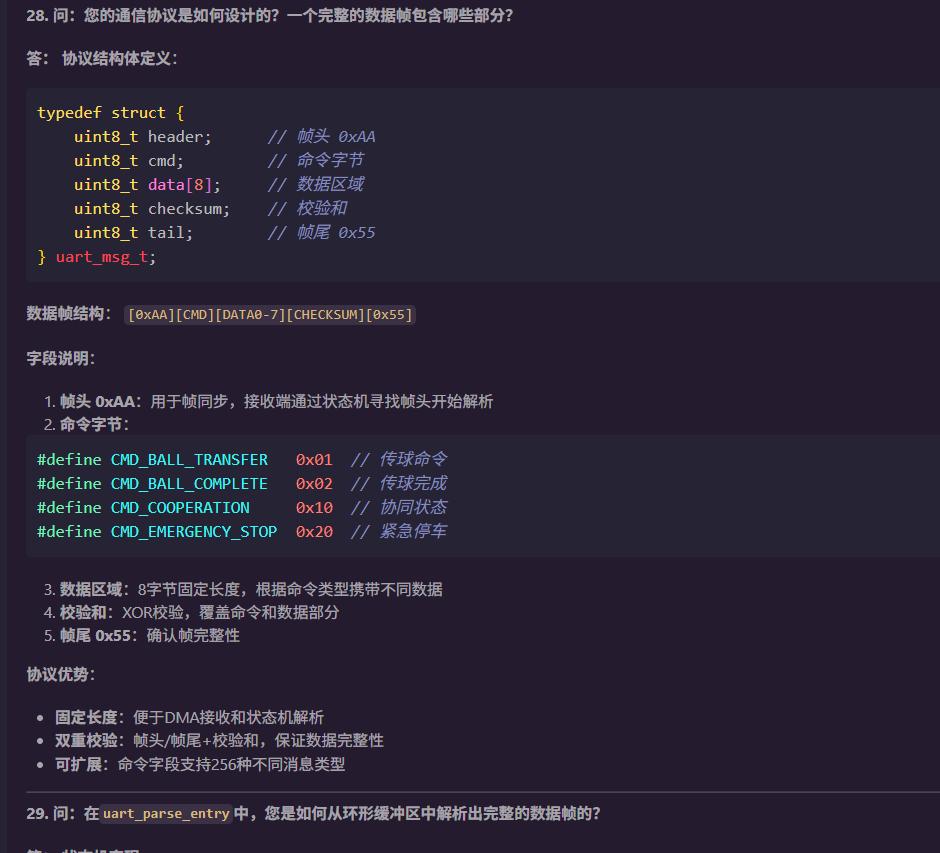 28. 问：您的通信协议是如何设计的？一个完整的数据帧包含哪些部分？
答： 协议结构体定义：
typedef struct {
    uint8_t header;      // 帧头 0xAA
    uint8_t cmd;         // 命令字节
    uint8_t data[8];     // 数据区域
    uint8_t checksum;    // 校验和
    uint8_t tail;        // 帧尾 0x55
} uart_msg_t;
数据帧结构： [0xAA][CMD][DATA0-7][CHECKSUM][0x55]
字段说明：
1. 帧头 0xAA：用于帧同步，接收端通过状态机寻找帧头开始解析
2. 命令字节：
#define CMD_BALL_TRANSFER   0x01  // 传球命令
#define CMD_BALL_COMPLETE   0x02  // 传球完成
#define CMD_COOPERATION     0x10  // 协同状态
#define CMD_EMERGENCY_STOP  0x20  // 紧急停车
3. 数据区域：8字节固定长度，根据命令类型携带不同数据
4. 校验和：XOR校验，覆盖命令和数据部分
5. 帧尾 0x55：确认帧完整性
协议优势：
• 固定长度：便于DMA接收和状态机解析
• 双重校验：帧头/帧尾+校验和，保证数据完整性
• 可扩展：命令字段支持256种不同消息类型
29. 问：在uart_parse_entry中，您是如何从环形缓冲区中解析出完整的数据帧的？